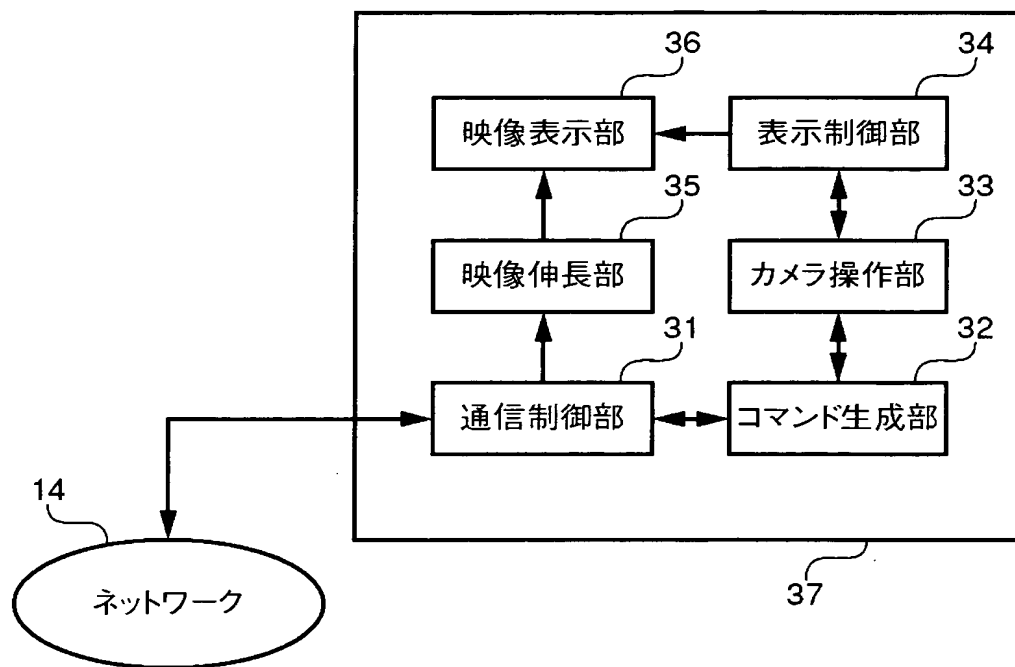 36
34
映像表示部
表示制御部
35
33
映像伸長部
カメラ操作部
31
32
通信制御部
コマンド生成部
14
ネットワーク
37